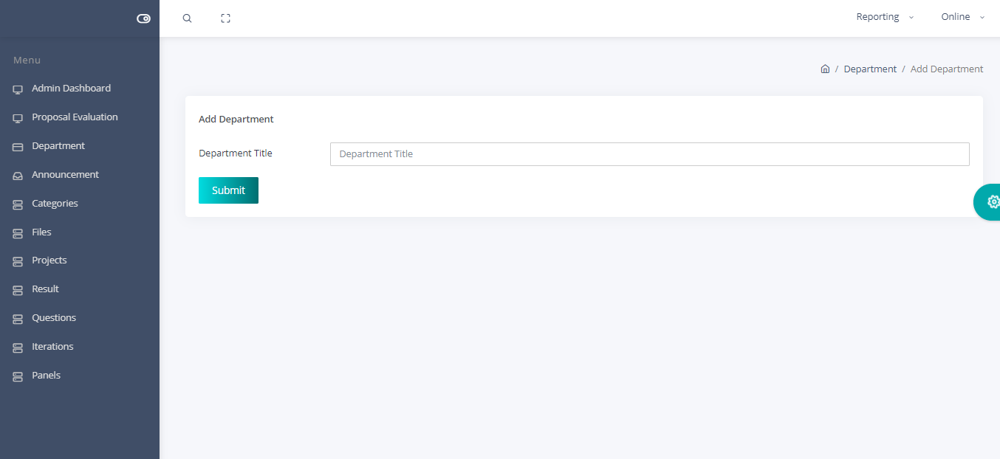 Reporting
Online
Menu
Admin Dashboard
Proposal Evaluation
Department
Announcement
Categories
Files
Projects
Result
Questions
Iterations
Panels
/ Department / Add Department
Add Department
Department Title
Department Title
Submit